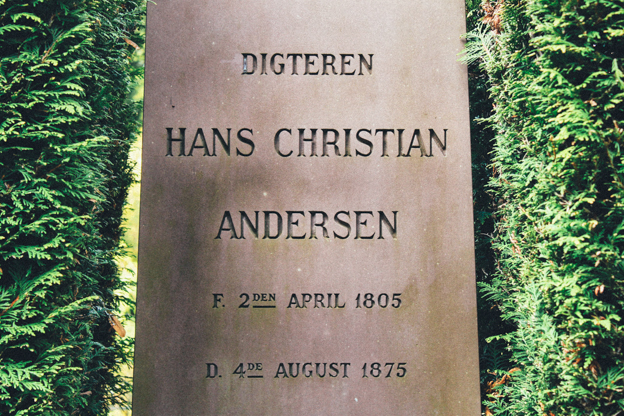 DIGTEREN
HANS CHRISTIAN
ANDERSEN
F. 2DEN APRIL 1805
D. 4DE AUGUST 1875